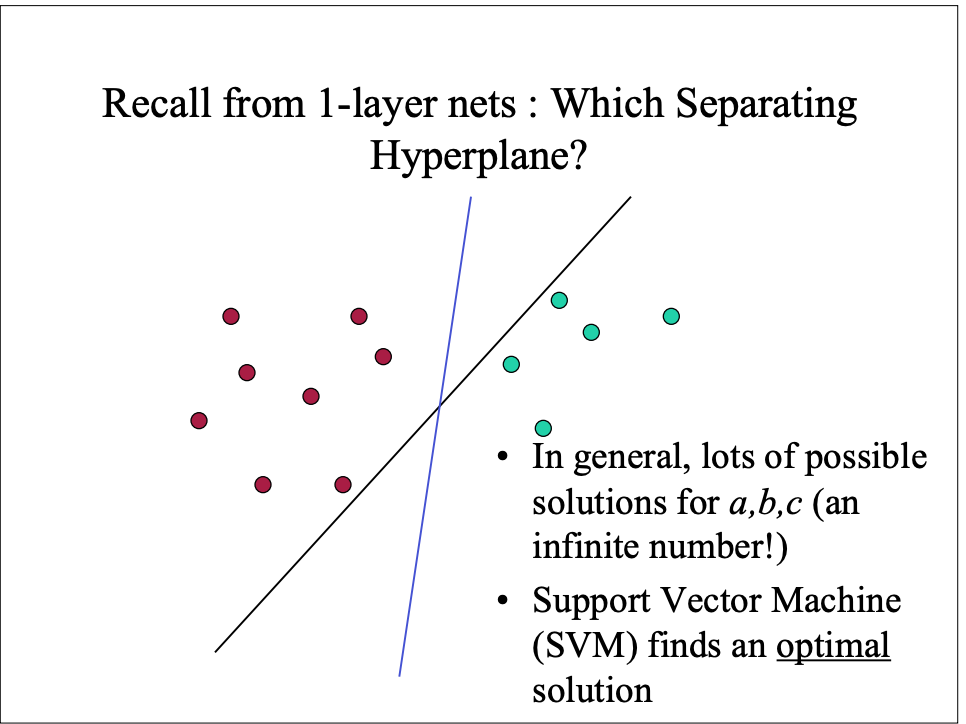 Recall from 1-layer nets : Which Separating
Hyperplane?
• In general, lots of possible
solutions for a,b,c (an
infinite number!)
• Support Vector Machine
(SVM) finds an optimal
solution